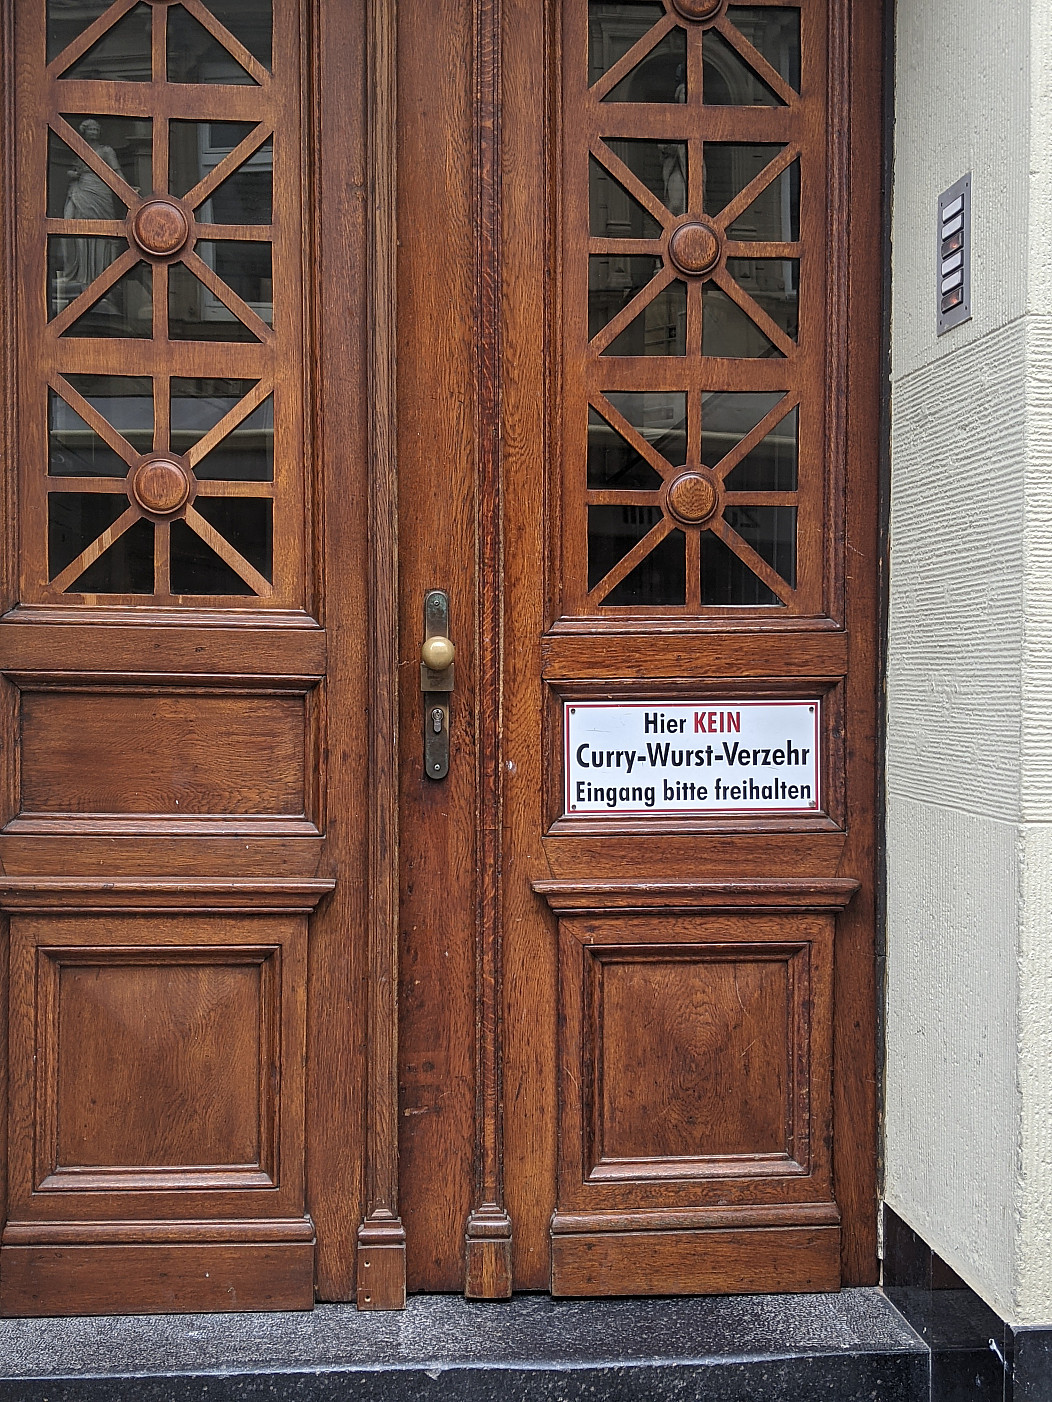 Hier KEIN
Curry-Wurst-Verzehr
Eingang bitte freihalten